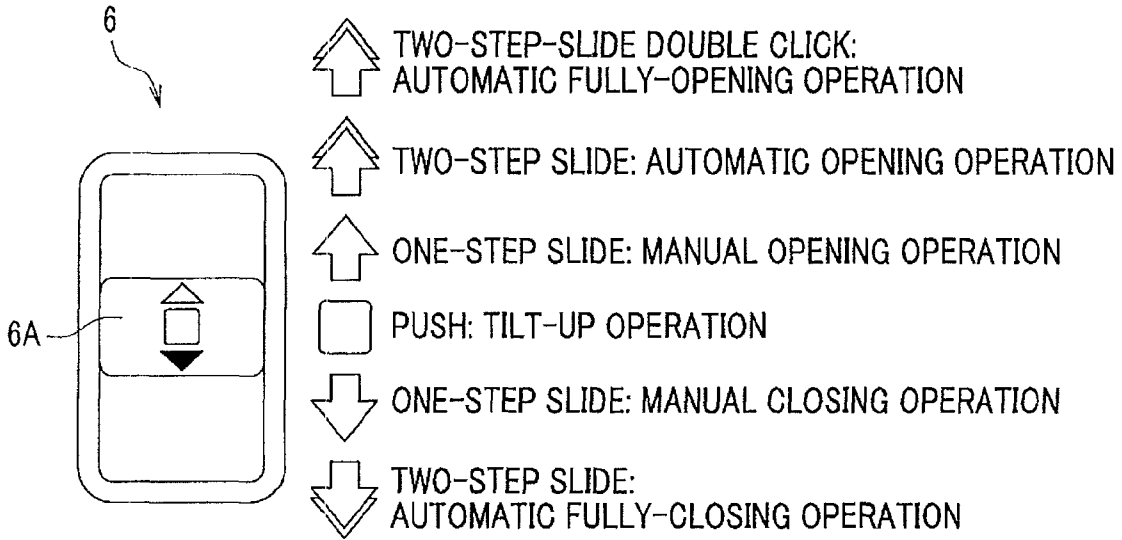 6
TWO-STEP-SLIDE DOUBLE CLICK:
AUTOMATIC FULLY-OPENING OPERATION
TWO-STEP SLIDE: AUTOMATIC OPENING OPERATION
ONE-STEP SLIDE: MANUAL OPENING OPERATION
6A
PUSH: TILT-UP OPERATION
ONE-STEP SLIDE: MANUAL CLOSING OPERATION
TWO-STEP SLIDE:
AUTOMATIC FULLY-CLOSING OPERATION